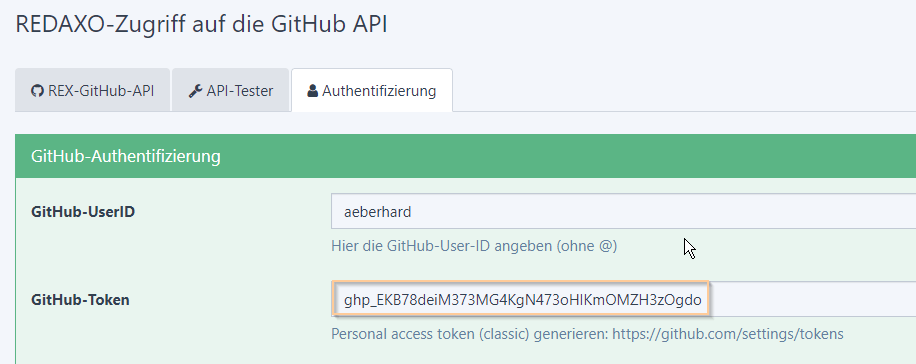 REDAXO-Zugriff auf die GitHub API
REX-GitHub-API
API-Tester
Authentifizierung
GitHub-Authentifizierung
GitHub-UserID
aeberhard
Hier die GitHub-User-ID angeben (ohne @)
GitHub-Token
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
Personal access token (classic) generieren: https://github.com/settings/tokens